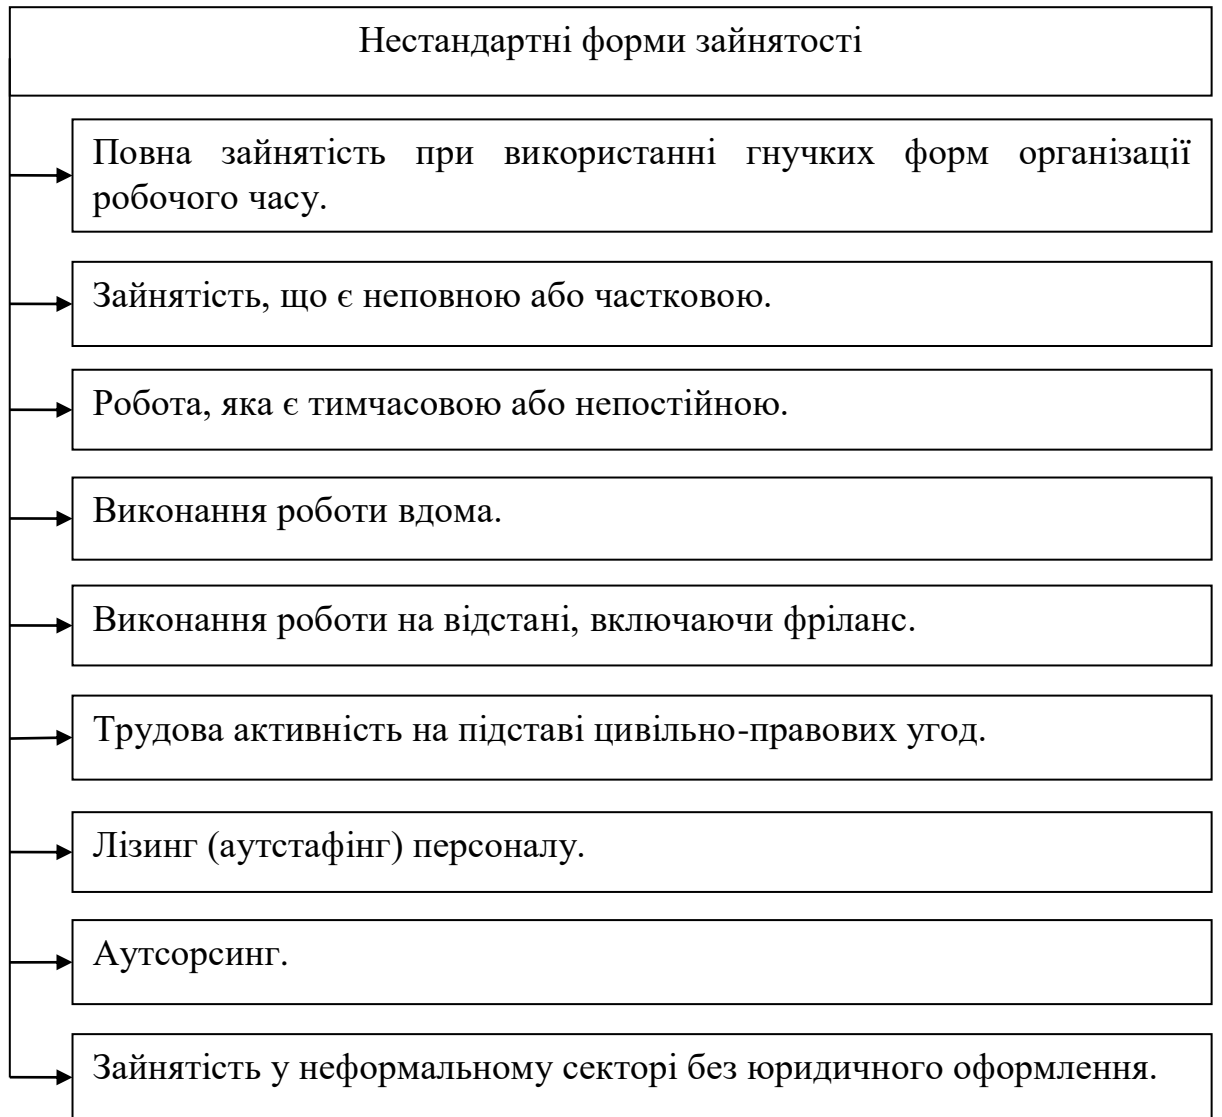 Нестандартні форми зайнятості
Повна зайнятість при використанні гнучких форм організації
робочого часу.
Зайнятість, що є неповною або частковою.
Робота, яка є тимчасовою або непостійною.
Виконання роботи вдома.
Виконання роботи на відстані, включаючи фріланс.
Трудова активність на підставі цивільно-правових угод.
Лізинг (аутстафінг) персоналу.
Аутсорсинг.
Зайнятість у неформальному секторі без юридичного оформлення.